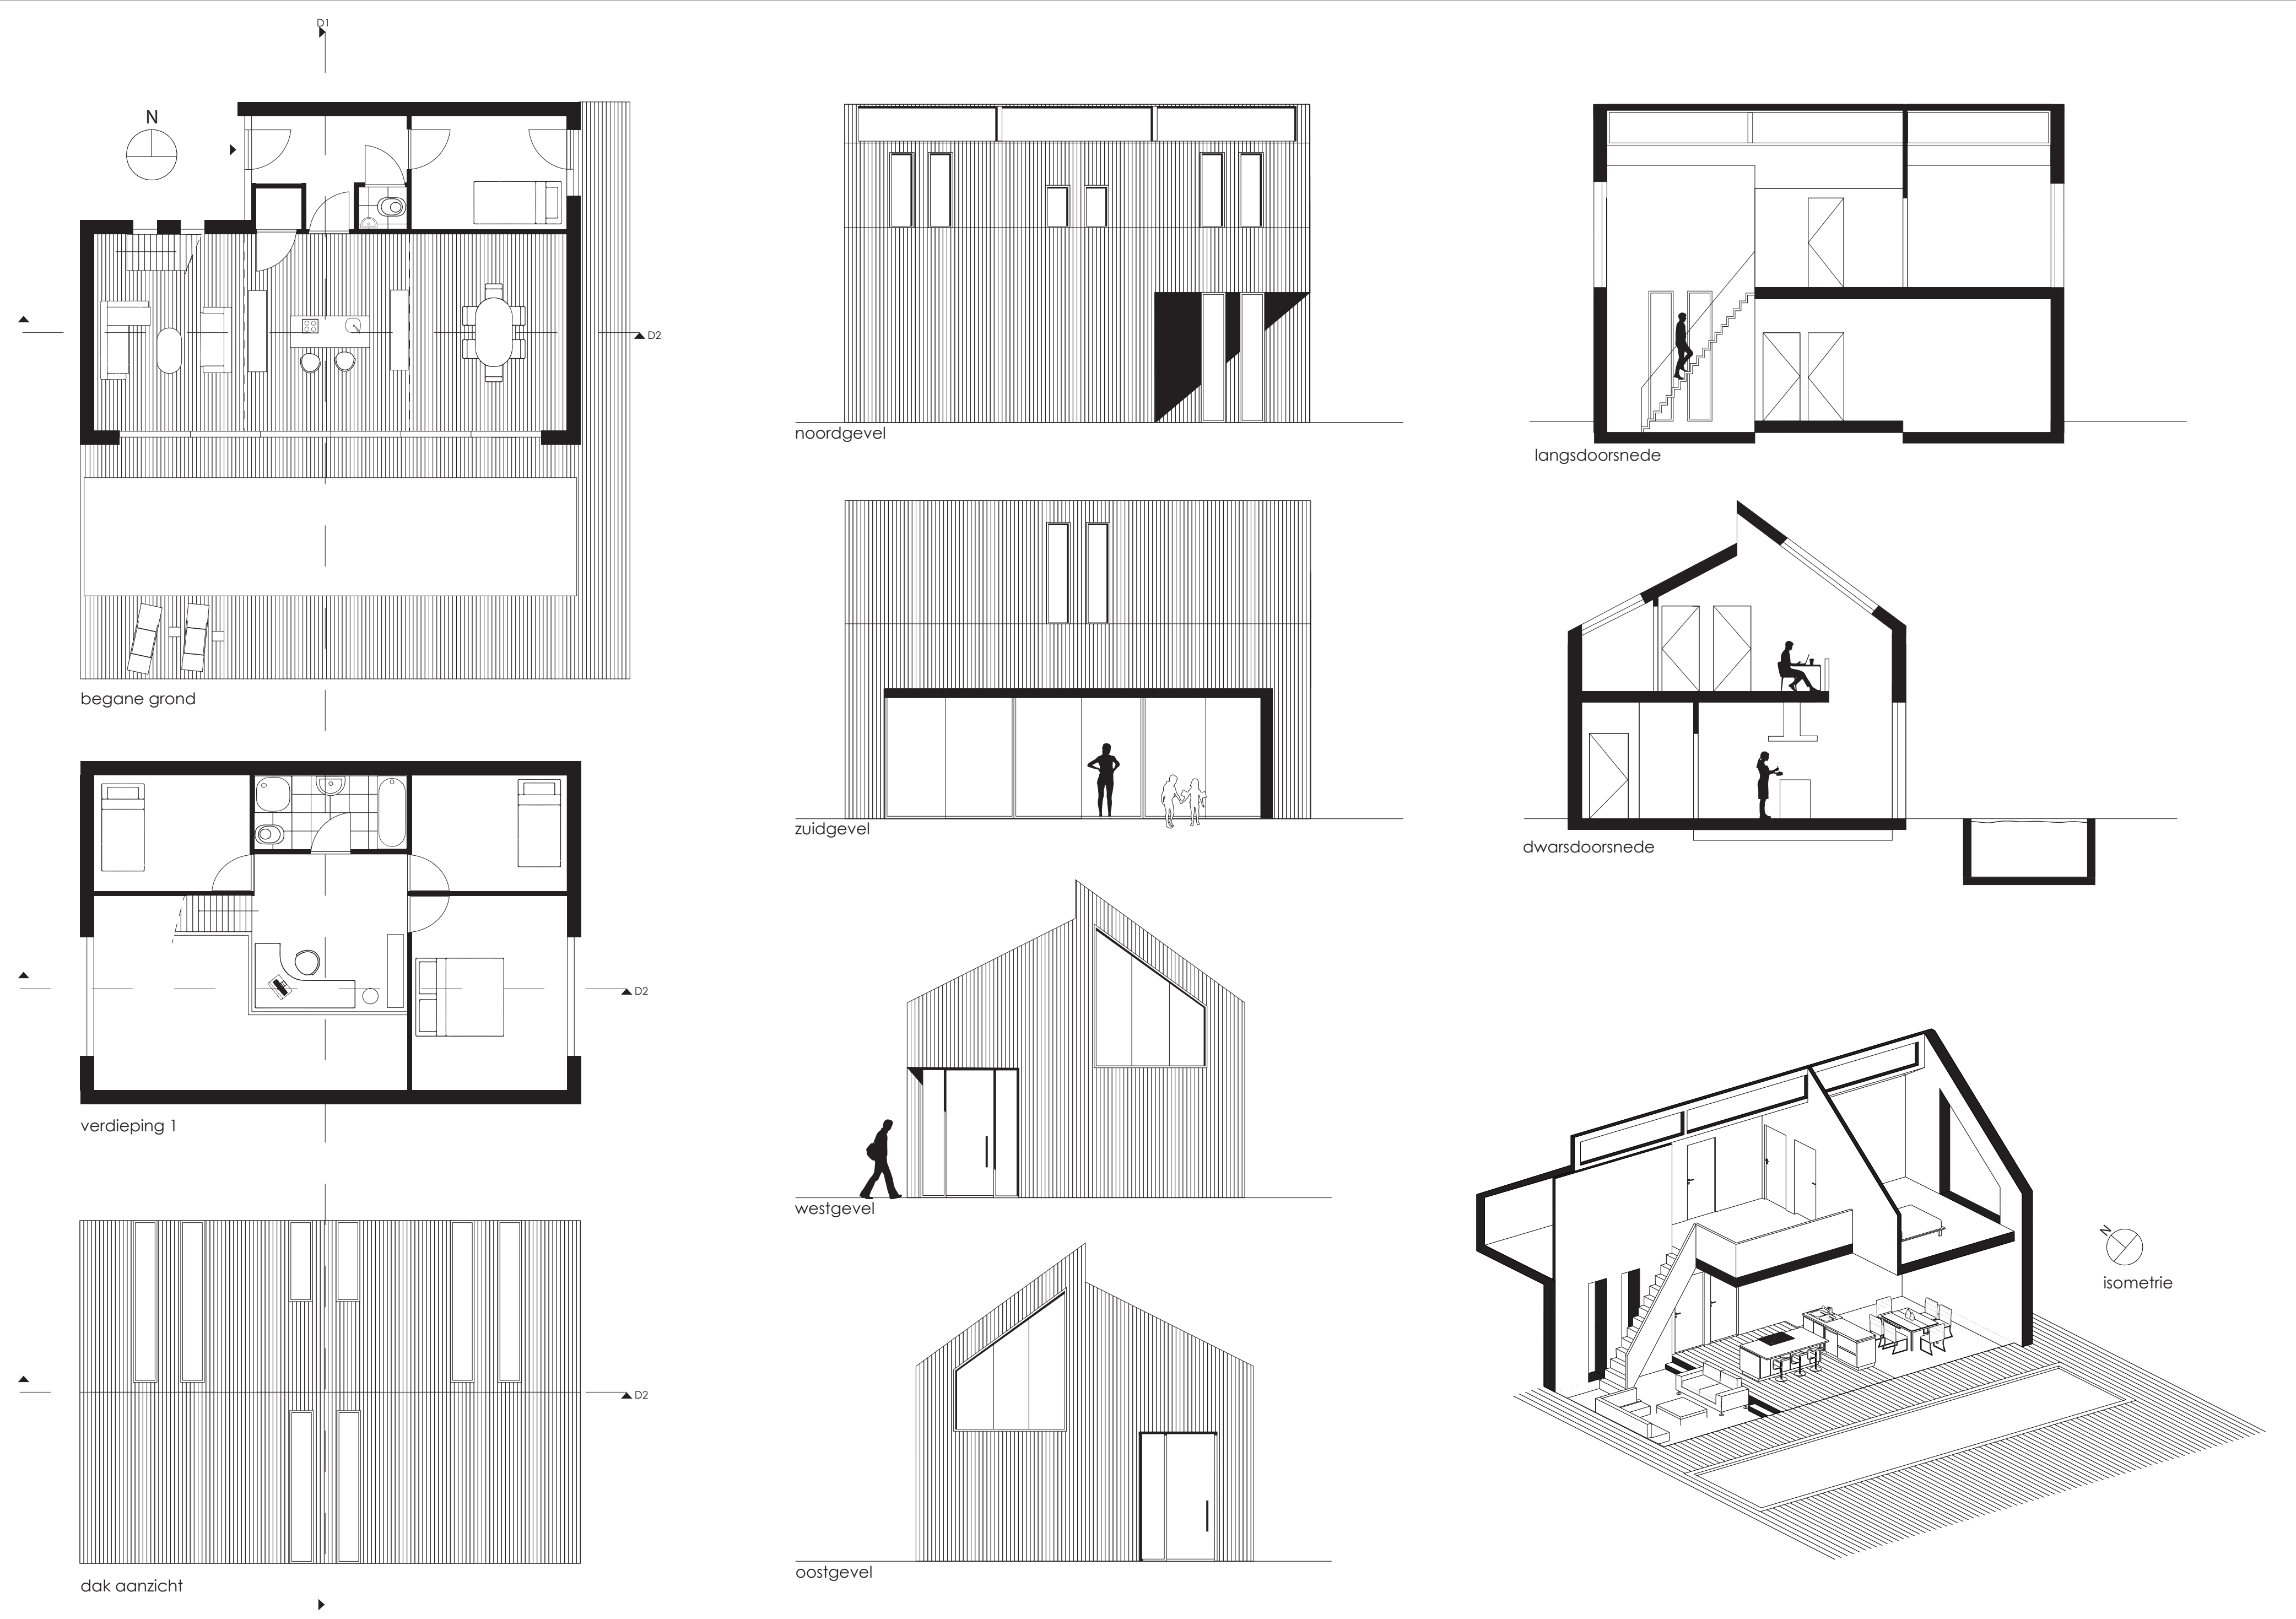 D1
N
D2
begane grond
D2
verdieping 1
D2
dak aanzicht
noordgevel
zuidgevel
westgevel
oostgevel
langsdoorsnede
dwarsdoorsnede
N
isometrie